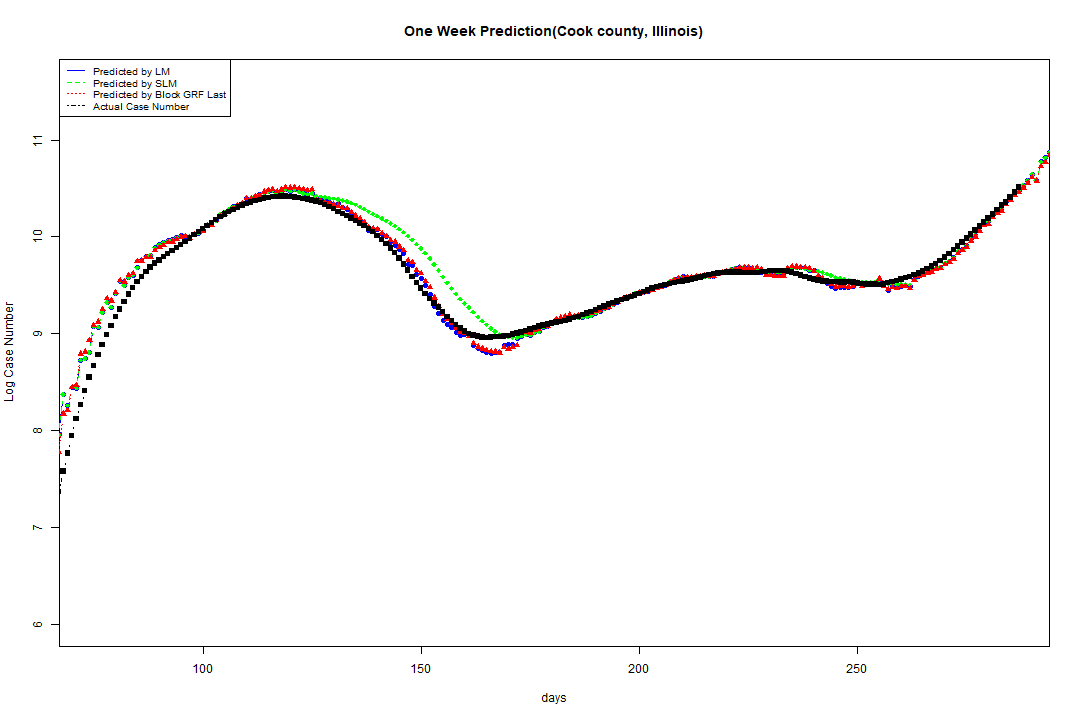 One Week Prediction(Cook county, Illinois)
Predicted by LM
Predicted by SLM
Predicted by Block GRF Last
Actual Case Number
11
10
9
8
7
6
Log Case Number
100 150 200 250
days